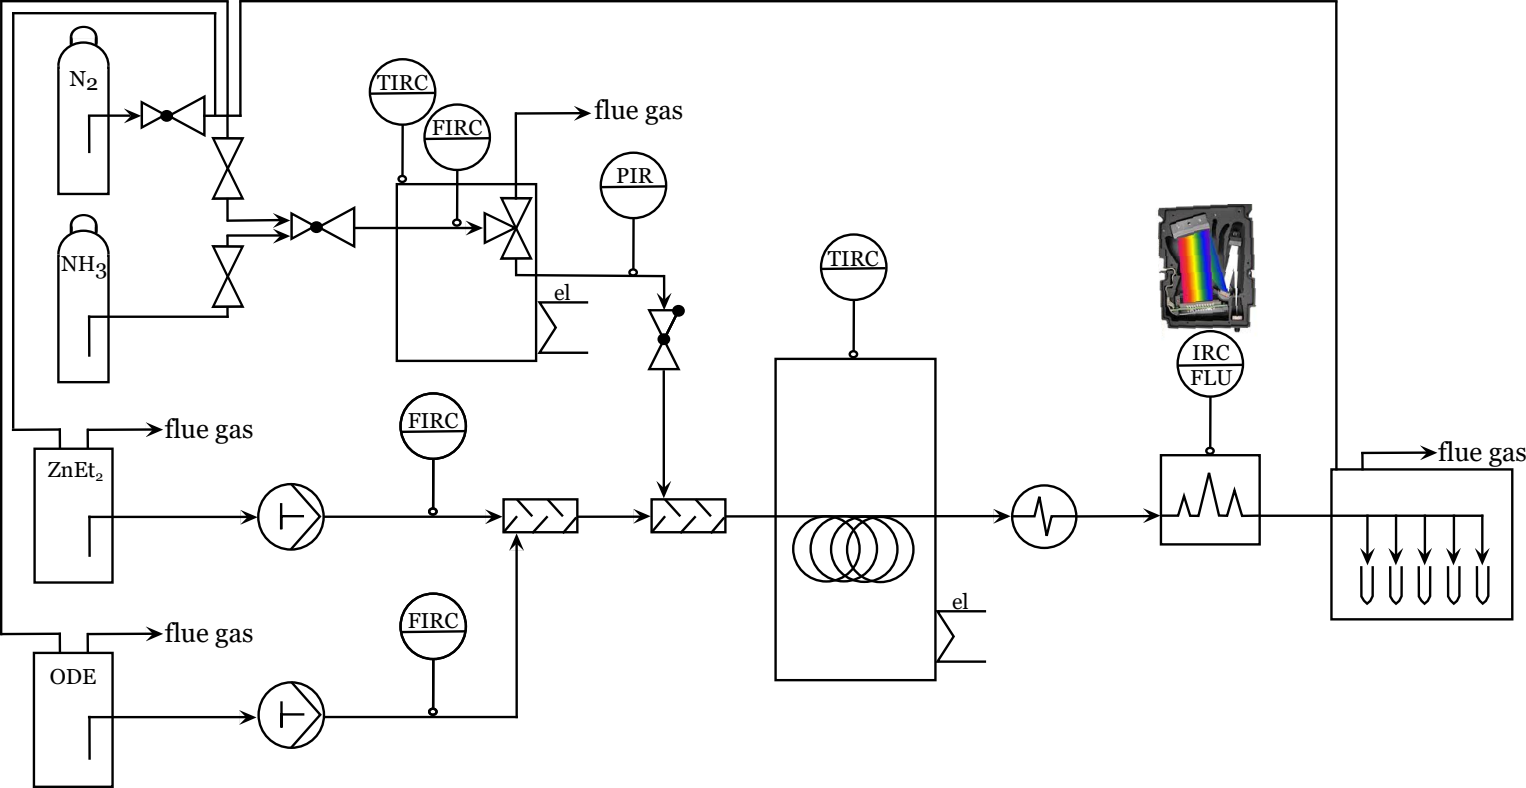 N2
TIRC
flue gas
FIRC
PIR
NH3
TIRC
el
IRC
FLU
FIRC
flue gas
flue gas
ZnEt2
el
FIRC
flue gas
ODE